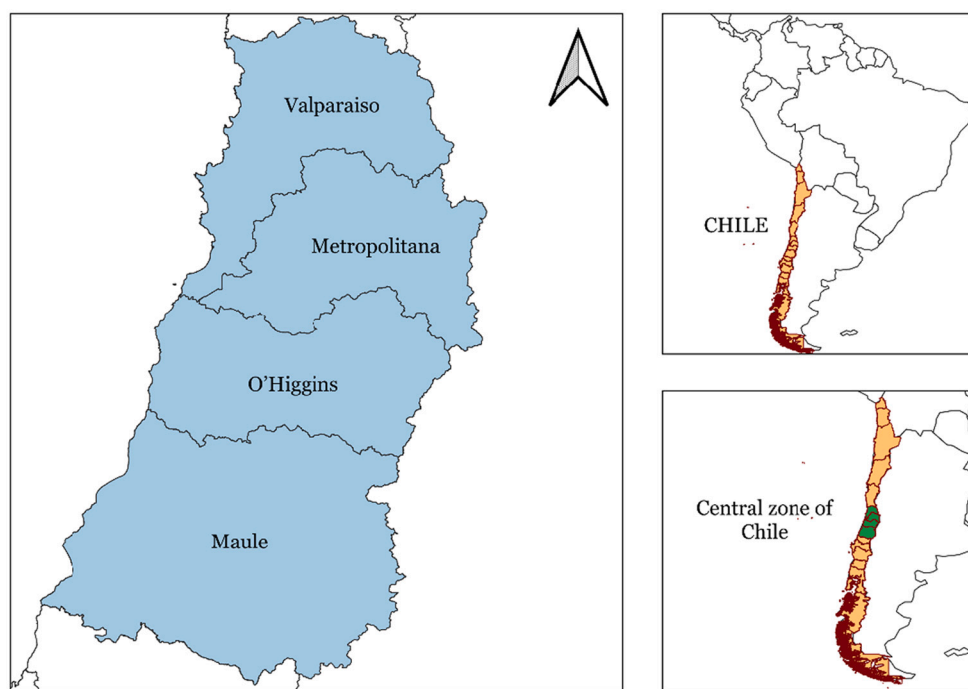 Valparaiso
Metropolitana
O’Higgins
Maule
CHILE
Central zone of
Chile